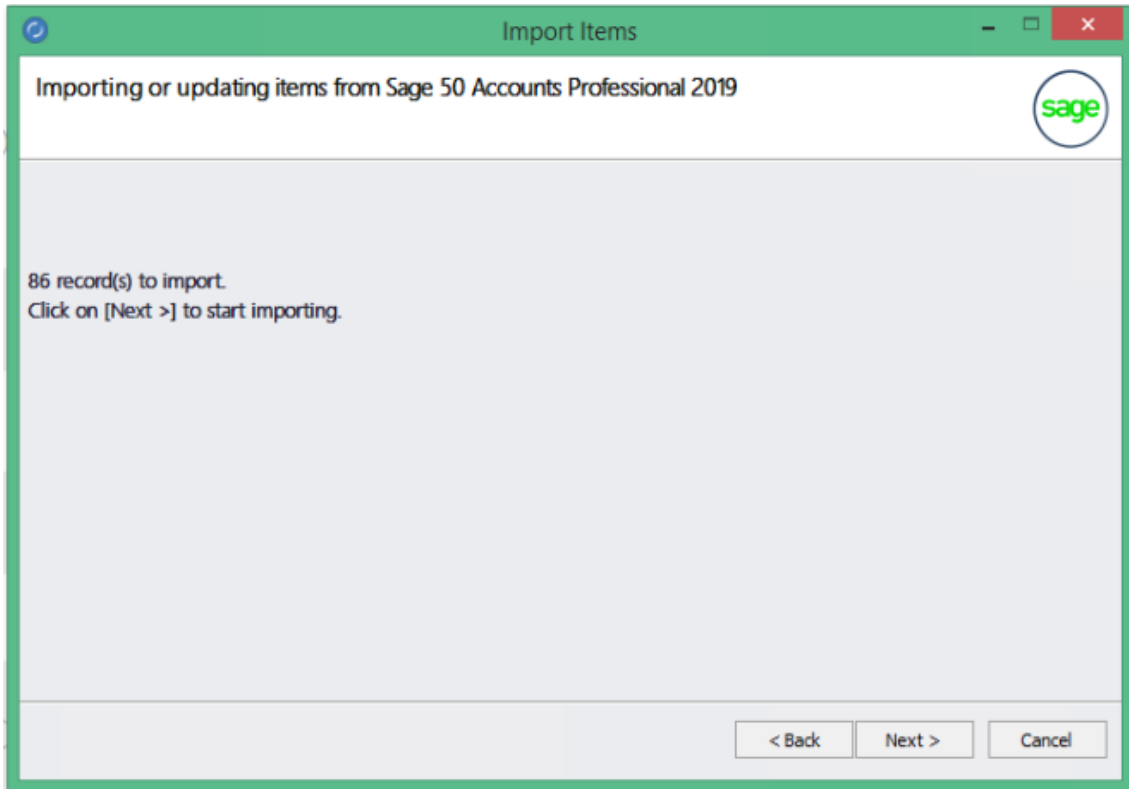 Import Items
Importing or updating items from Sage 50 Accounts Professional 2019
sage
86 record(s) to import.
Click on [Next >] to start importing.
< Back
Next >
Cancel